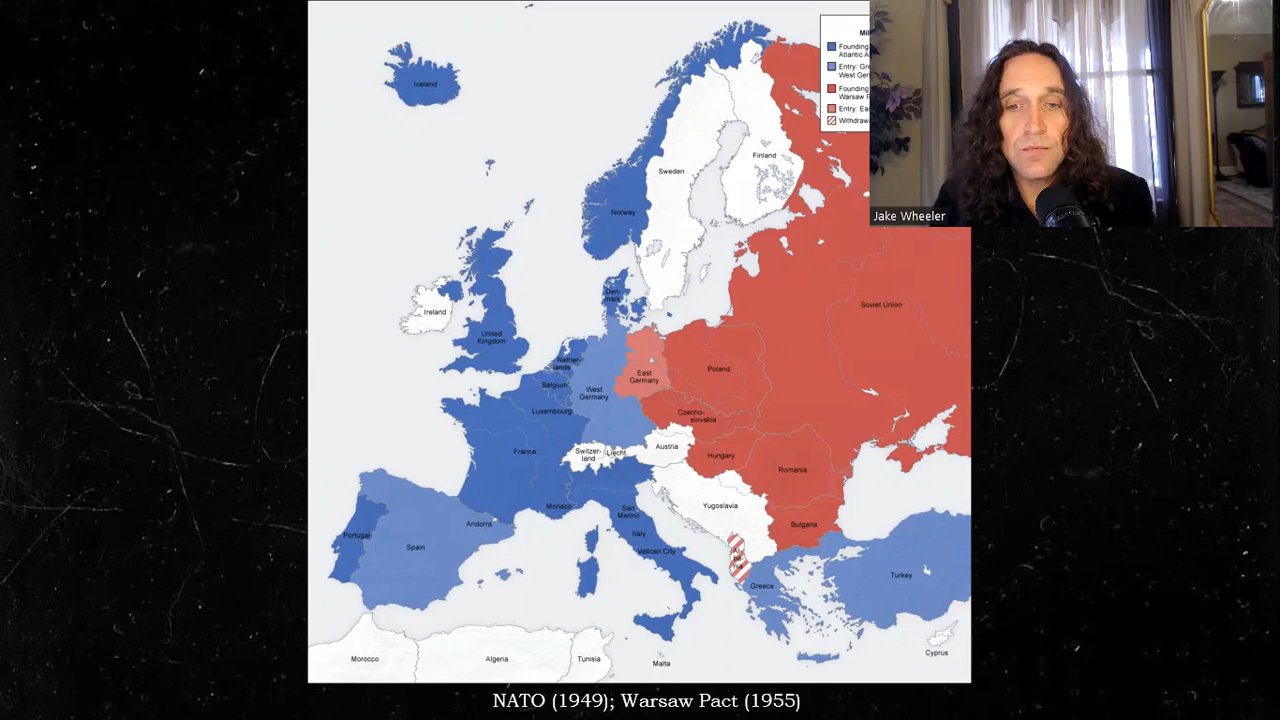 Mil
Founding
Atlantic A
Entry: Gre
West Ger
Founding
Warsaw P
Entry: Eas
Withdraw
Iceland
Sweden
Finland
Norway
Jake Wheeler
Den-
mark
Ireland
United
Kingdom
Soviet Union
Nether-
lands
Belgium
West
Germany
East
Germany
Poland
Luxembourg
Czecho-
slovakia
France
Switzer-
land
Liecht.
Austria
Hungary
Romania
Monaco
San
Marino
Yugoslavia
Andorra
Bulgaria
Portugal
Spain
Italy
Vatican City
Greece
Turkey
Morocco
Algeria
Tunisia
Malta
Cyprus
NATO (1949); Warsaw Pact (1955)